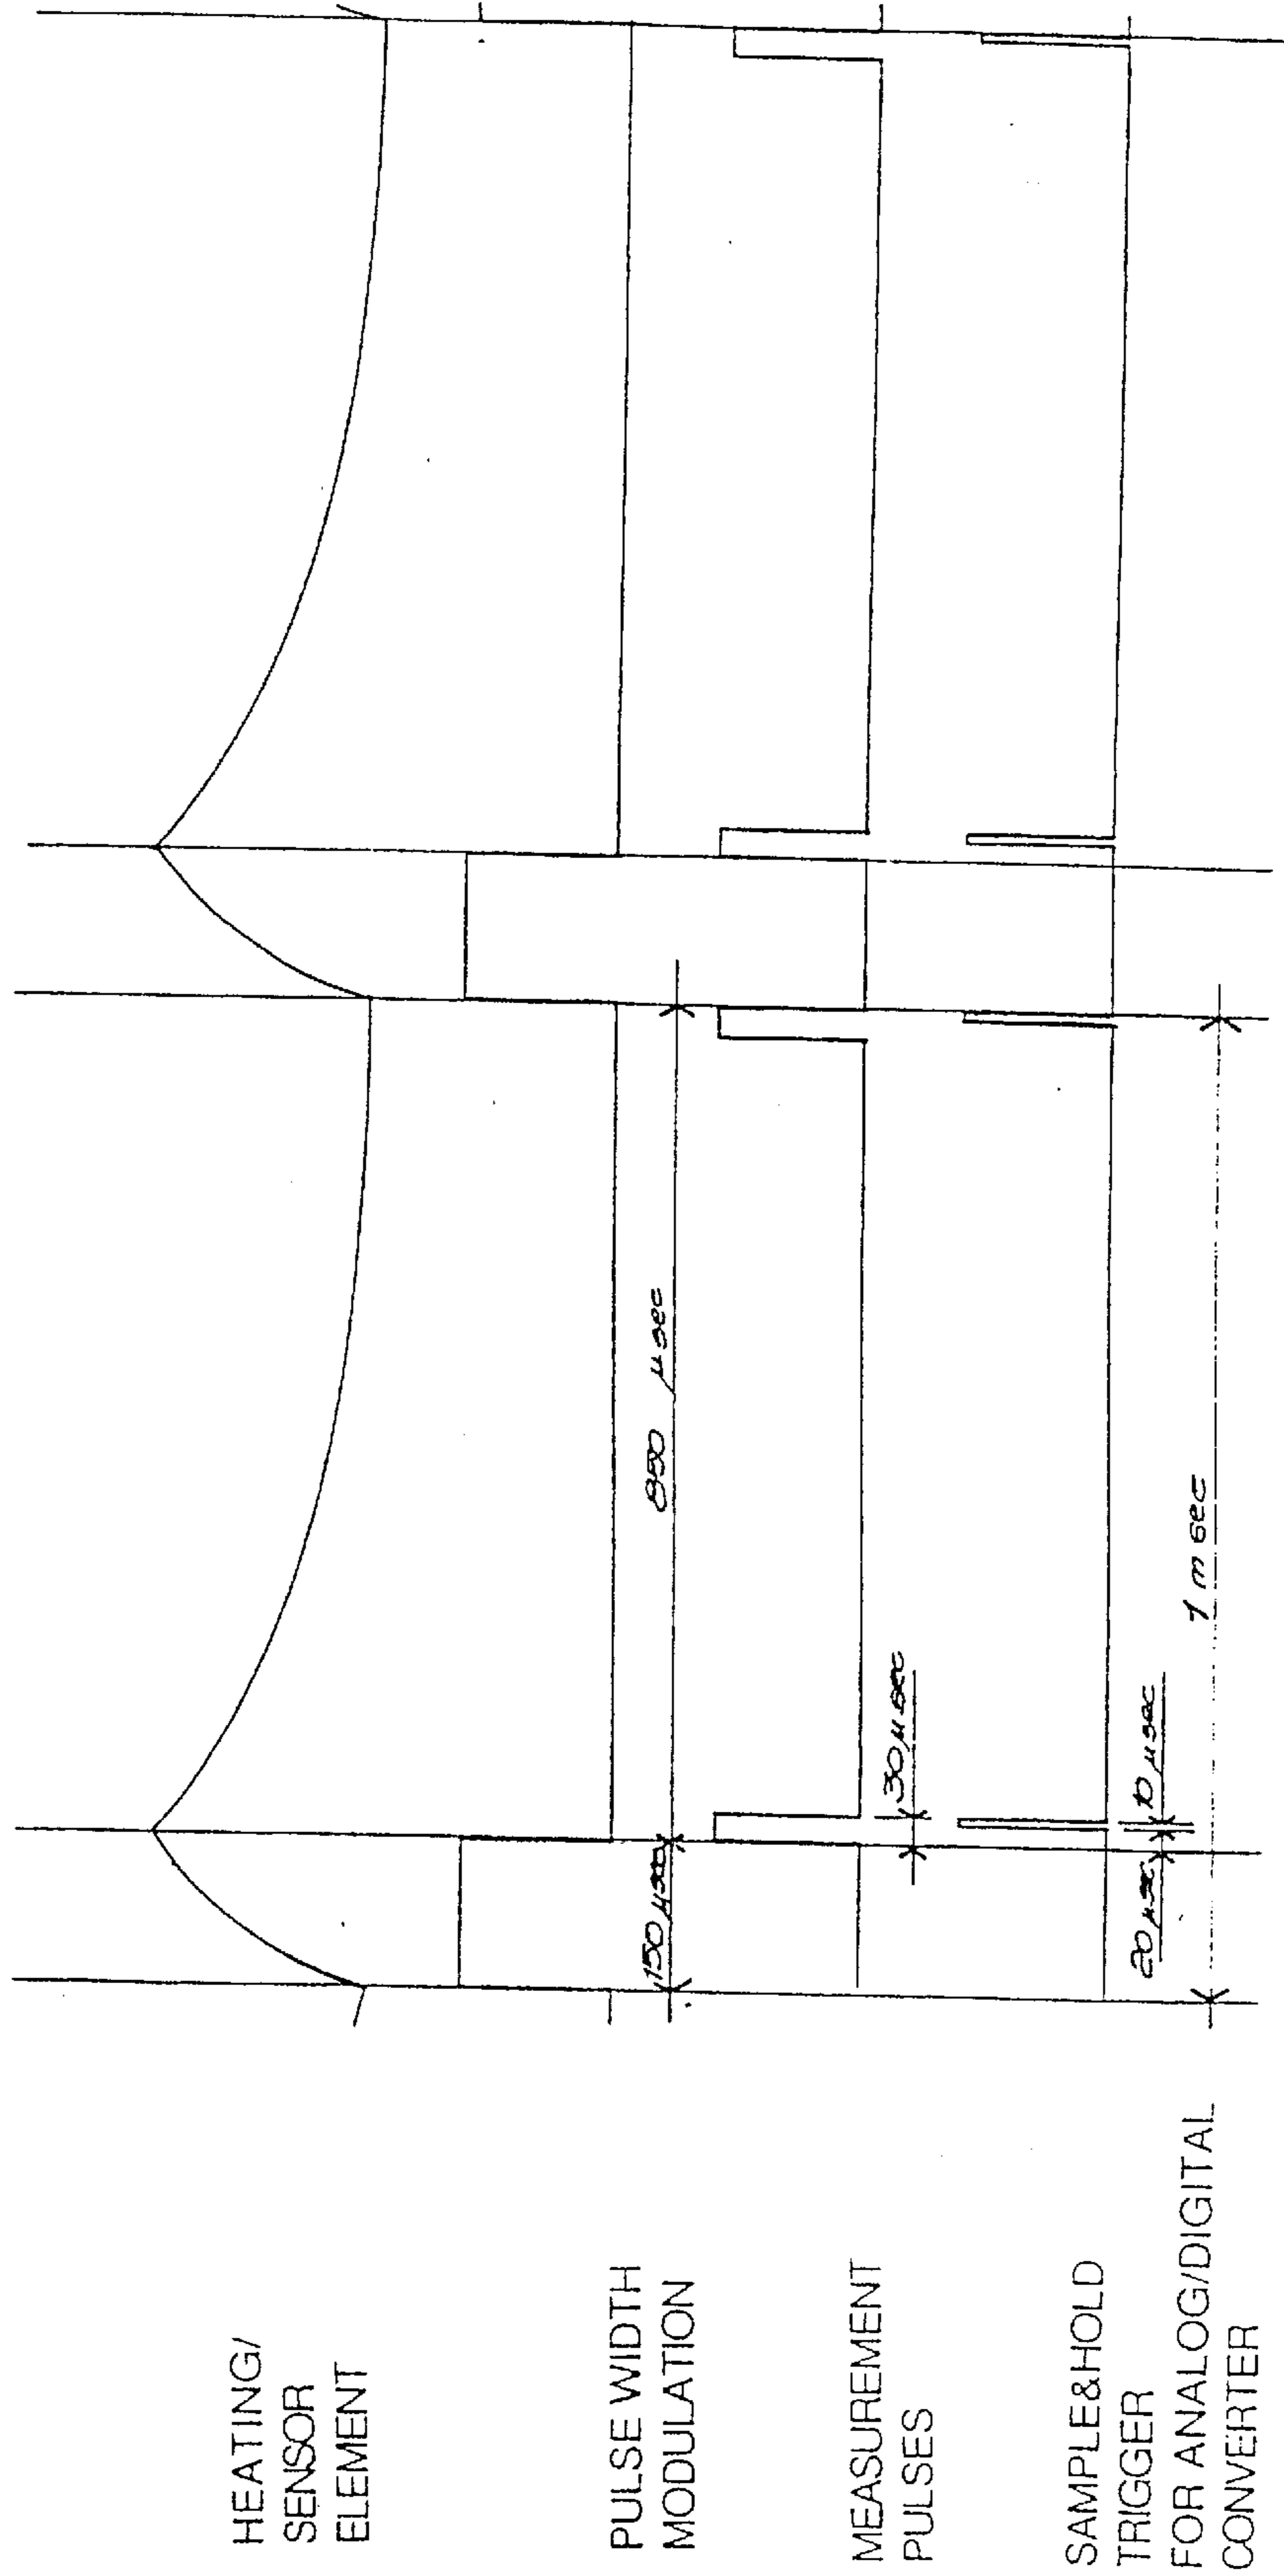 HEATING/
SENSOR
ELEMENT
PULSE WIDTH
MODULATION
150 μsec
850 μsec
MEASUREMENT
PULSES
30 μsec
SAMPLE&HOLD
TRIGGER
FOR ANALOG/DIGITAL
CONVERTER
20 μsec
10 μsec
1 m sec